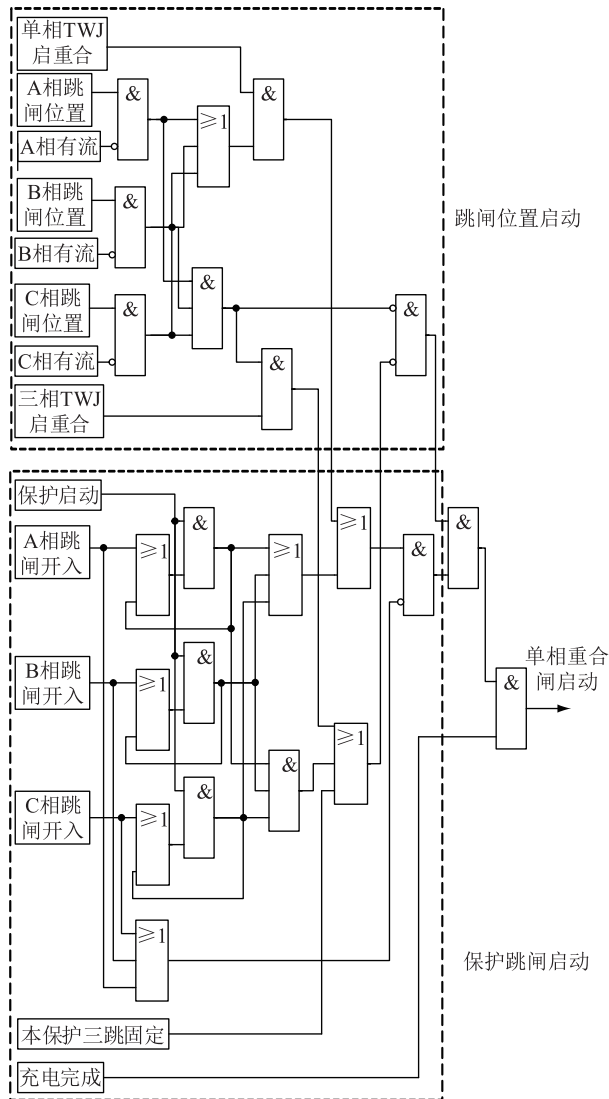 单相TWJ
启重合
A相跳
闸位置
A相有流
B相跳
闸位置
B相有流
C相跳
闸位置
C相有流
三相TWJ
启重合
&
&
&
≥1
&
&
&
&
跳闸位置启动
保护启动
A相跳
闸开入
B相跳
闸开入
C相跳
闸开入
≥1
&
≥1
&
≥1
&
≥1
≥1
&
≥1
≥1
&
&
&
单相重合
闸启动
保护跳闸启动
本保护三跳固定
充电完成